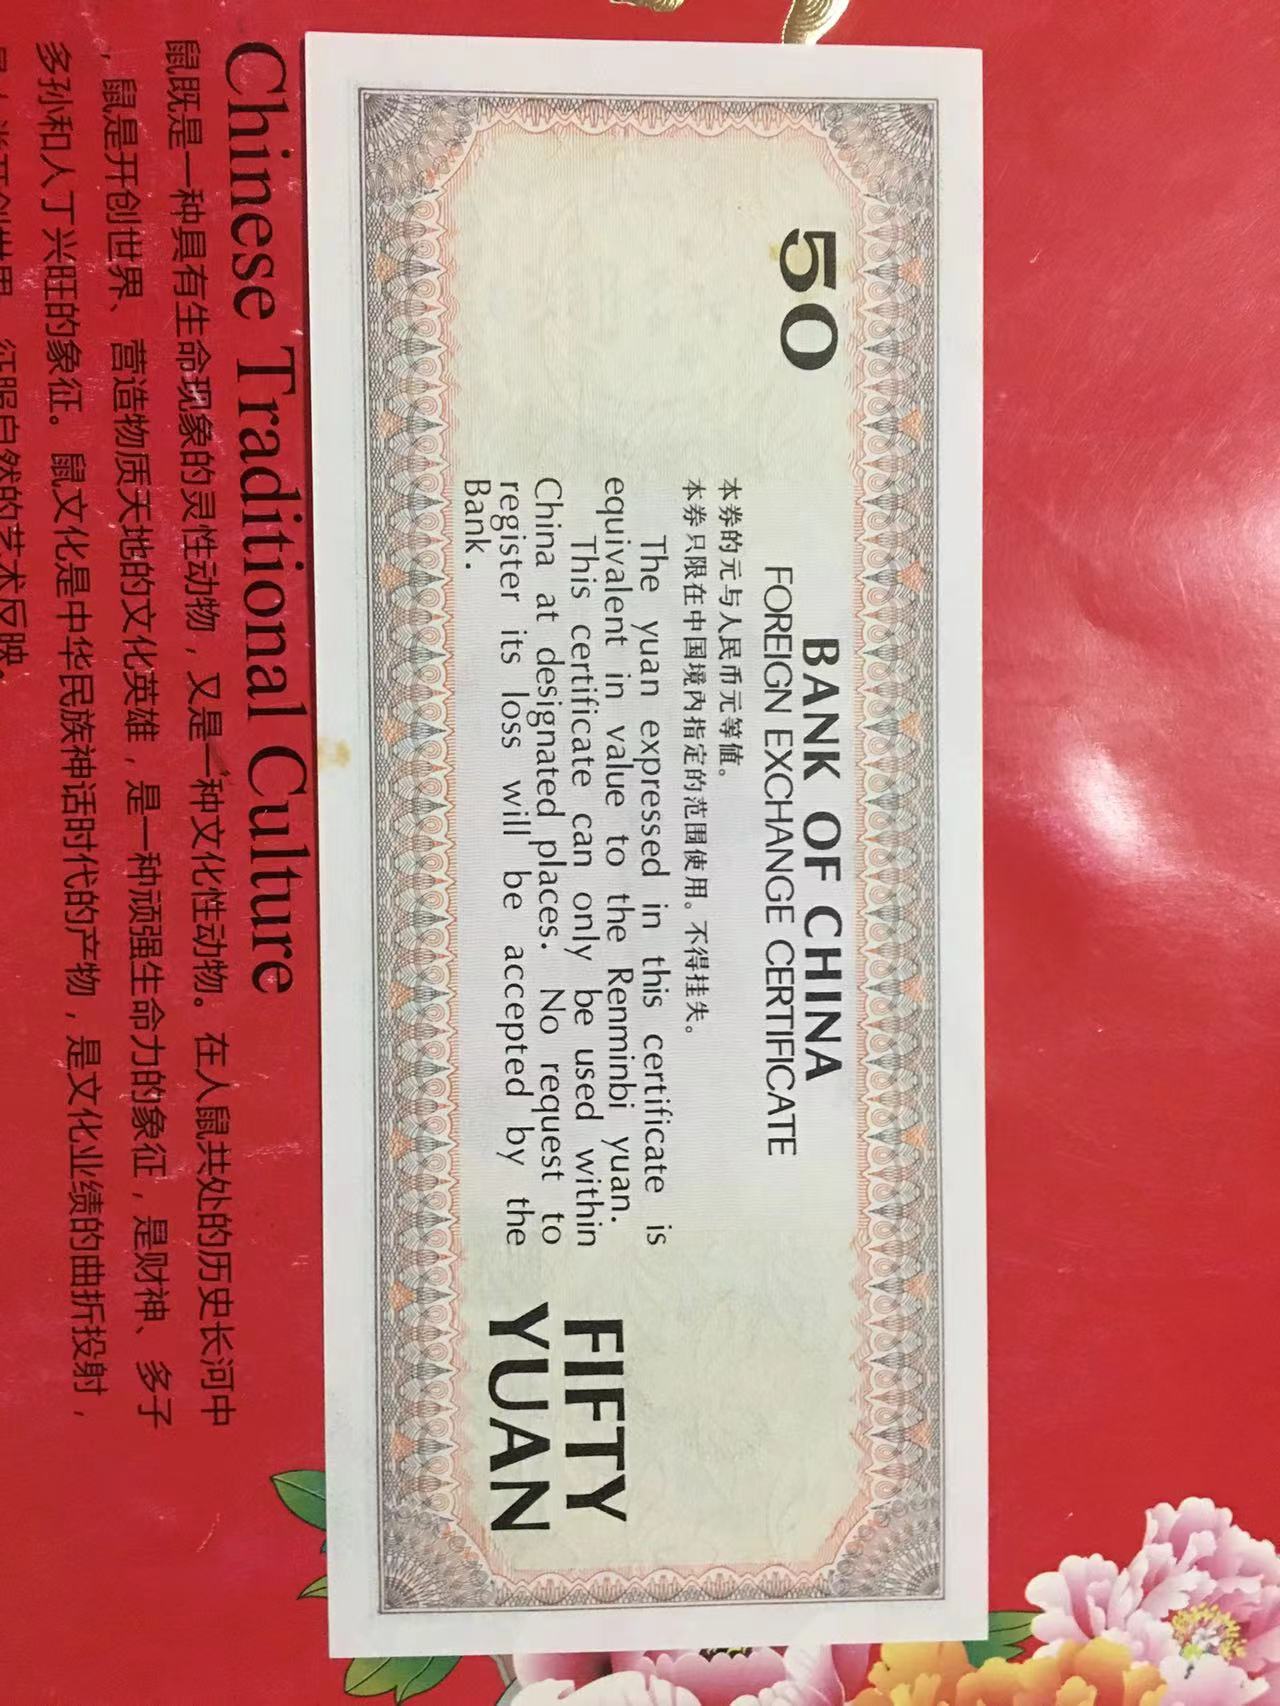 50
BANK OF CHINA
FOREIGN EXCHANGE CERTIFICATE
本券的元与人民币元等值。
本券只限在中国境内指定的范围使用。不得挂失。
The yuan expressed in this certificate is
equivalent in value to the Renminbi yuan.
This certificate can only be used within
China at designated places. No request to
register its loss will be accepted by the
Bank.
FIFTY
YUAN
Chinese Traditional Culture
鼠既是一种具有生命现象的灵性动物，又是一种文化性动物。在人鼠共处的历史长河中
，鼠是开创世界、营造物质天地的文化英雄，是一种顽强生命力的象征，是财神、多子
多孙和人丁兴旺的象征。鼠文化是中华民族神话时代的产物，是文化业绩的曲折投射，
征服自然的艺术反映。